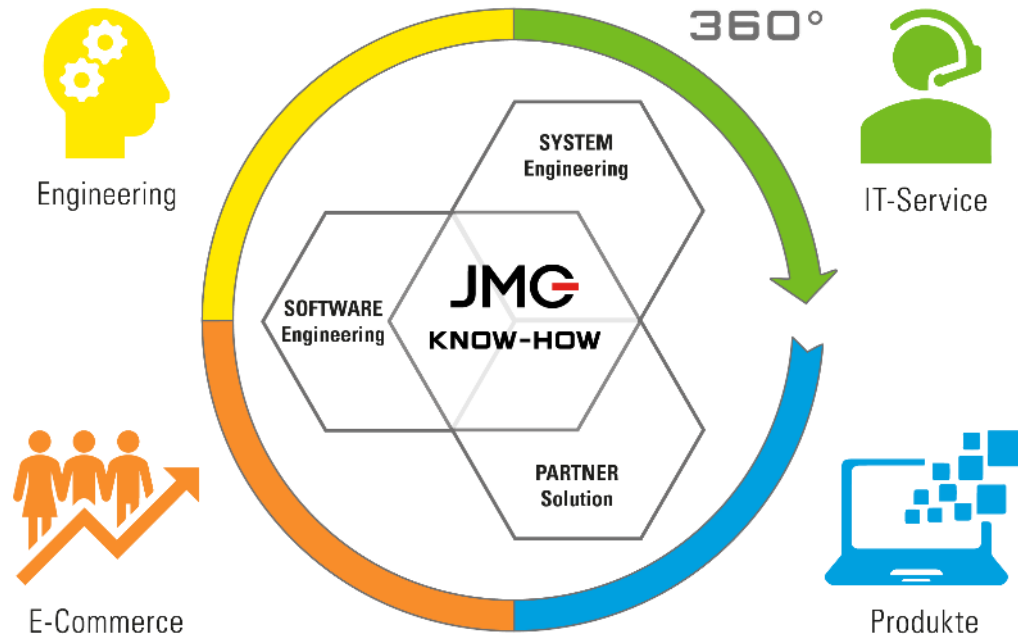 360°
SYSTEM
Engineering
Engineering
IT-Service
SOFTWARE
Engineering
JMG
KNOW-HOW
PARTNER
Solution
E-Commerce
Produkte